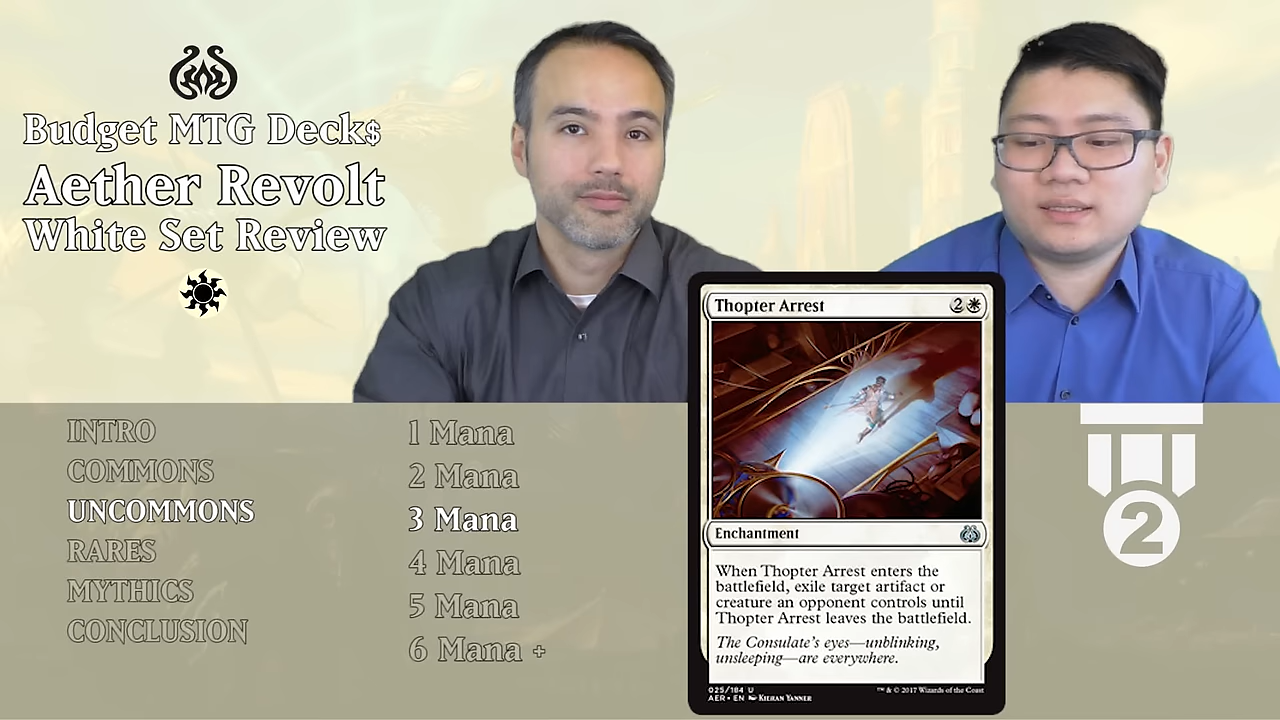 Budget MTG Deck$
Aether Revolt
White Set Review
INTRO
COMMONS
UNCOMMONS
RARES
MYTHICS
CONCLUSION
1 Mana
2 Mana
3 Mana
4 Mana
5 Mana
6 Mana +
Thopter Arrest 2
Enchantment
When Thopter Arrest enters the
battlefield, exile target artifact or
creature an opponent controls until
Thopter Arrest leaves the battlefield.
The Consulate's eyes—unblinking,
unsleeping—are everywhere.
025/184 U
AER • EN Kieran Yanner
™ & © 2017 Wizards of the Coast
2